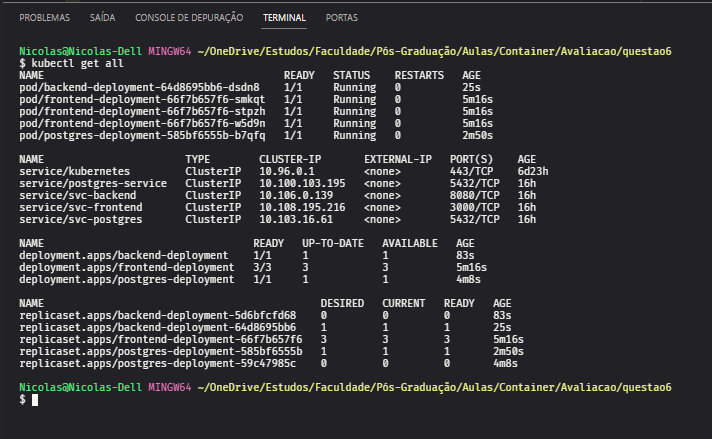 PROBLEMAS SAÍDA CONSOLE DE DEPURAÇÃO TERMINAL PORTAS
Nicolas@Nicolas-Dell MINGW64 ~/OneDrive/Estudos/Faculdade/Pós-Graduação/Aulas/Container/Avaliacao/questao6
$ kubectl get all
NAME READY STATUS RESTARTS AGE
pod/backend-deployment-64d8695bb6-dsdn8 1/1 Running 0 25s
pod/frontend-deployment-66f7b657f6-smkqt 1/1 Running 0 5m16s
pod/frontend-deployment-66f7b657f6-stpzh 1/1 Running 0 5m16s
pod/frontend-deployment-66f7b657f6-w5d9n 1/1 Running 0 5m16s
pod/postgres-deployment-585bf6555b-b7qfq 1/1 Running 0 2m50s
NAME TYPE CLUSTER-IP EXTERNAL-IP PORT(S) AGE
service/kubernetes ClusterIP 10.96.0.1 <none> 443/TCP 6d23h
service/postgres-service ClusterIP 10.100.103.195 <none> 5432/TCP 16h
service/svc-backend ClusterIP 10.106.0.139 <none> 8080/TCP 16h
service/svc-frontend ClusterIP 10.108.195.216 <none> 3000/TCP 16h
service/svc-postgres ClusterIP 10.103.16.61 <none> 5432/TCP 16h
NAME READY UP-TO-DATE AVAILABLE AGE
deployment.apps/backend-deployment 1/1 1 1 83s
deployment.apps/frontend-deployment 3/3 3 3 5m16s
deployment.apps/postgres-deployment 1/1 1 1 4m8s
NAME DESIRED CURRENT READY AGE
replicaset.apps/backend-deployment-5d6bfcfd68 0 0 0 83s
replicaset.apps/backend-deployment-64d8695bb6 1 1 1 25s
replicaset.apps/frontend-deployment-66f7b657f6 3 3 3 5m16s
replicaset.apps/postgres-deployment-585bf6555b 1 1 1 2m50s
replicaset.apps/postgres-deployment-59c47985c 0 0 0 4m8s
Nicolas@Nicolas-Dell MINGW64 ~/OneDrive/Estudos/Faculdade/Pós-Graduação/Aulas/Container/Avaliacao/questao6
$